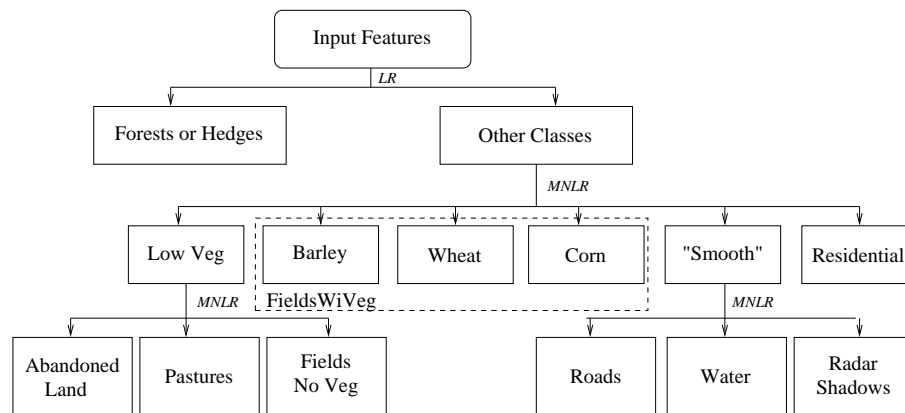 Input Features
LR
Forests or Hedges
Other Classes
MNLR
Low Veg
Barley
Wheat
Corn
"Smooth"
Residential
FieldsWiVeg
MNLR
MNLR
Abandoned
Land
Pastures
Fields
No Veg
Roads
Water
Radar
Shadows